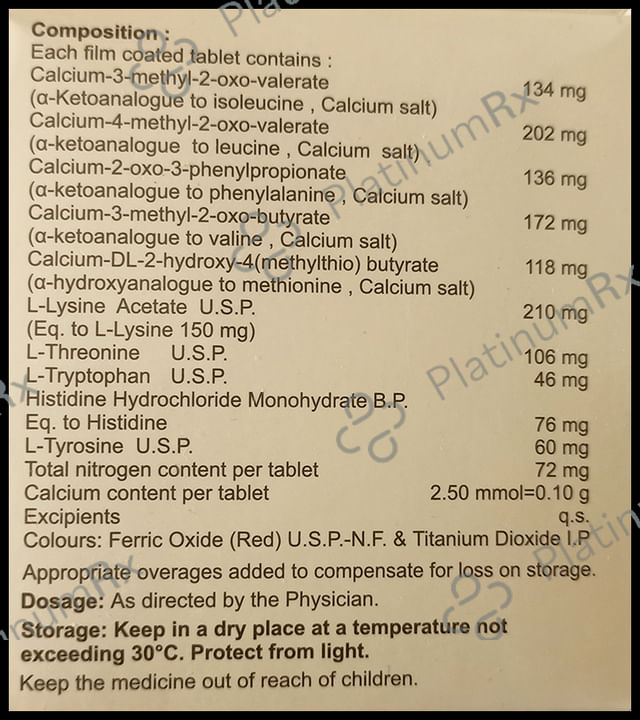 Composition :
Each film coated tablet contains :
Calcium-3-methyl-2-oxo-valerate 134 mg
(α-Ketoanalogue to isoleucine , Calcium salt)
Calcium-4-methyl-2-oxo-valerate 202 mg
(α-ketoanalogue to leucine , Calcium salt)
Calcium-2-oxo-3-phenylpropionate 136 mg
(α-ketoanalogue to phenylalanine , Calcium salt)
Calcium-3-methyl-2-oxo-butyrate 172 mg
(α-ketoanalogue to valine , Calcium salt)
Calcium-DL-2-hydroxy-4(methylthio) butyrate 118 mg
(α-hydroxyanalogue to methionine , Calcium salt)
L-Lysine Acetate U.S.P. 210 mg
(Eq. to L-Lysine 150 mg)
L-Threonine U.S.P. 106 mg
L-Tryptophan U.S.P. 46 mg
Histidine Hydrochloride Monohydrate B.P.
Eq. to Histidine 76 mg
L-Tyrosine U.S.P. 60 mg
Total nitrogen content per tablet 72 mg
Calcium content per tablet 2.50 mmol=0.10 g
Excipients q.s.
Colours: Ferric Oxide (Red) U.S.P.-N.F. & Titanium Dioxide I.P
Appropriate overages added to compensate for loss on storage.
Dosage: As directed by the Physician.
Storage: Keep in a dry place at a temperature not
exceeding 30°C. Protect from light.
Keep the medicine out of reach of children.
PlatinumRx
PlatinumRx
PlatinumRx